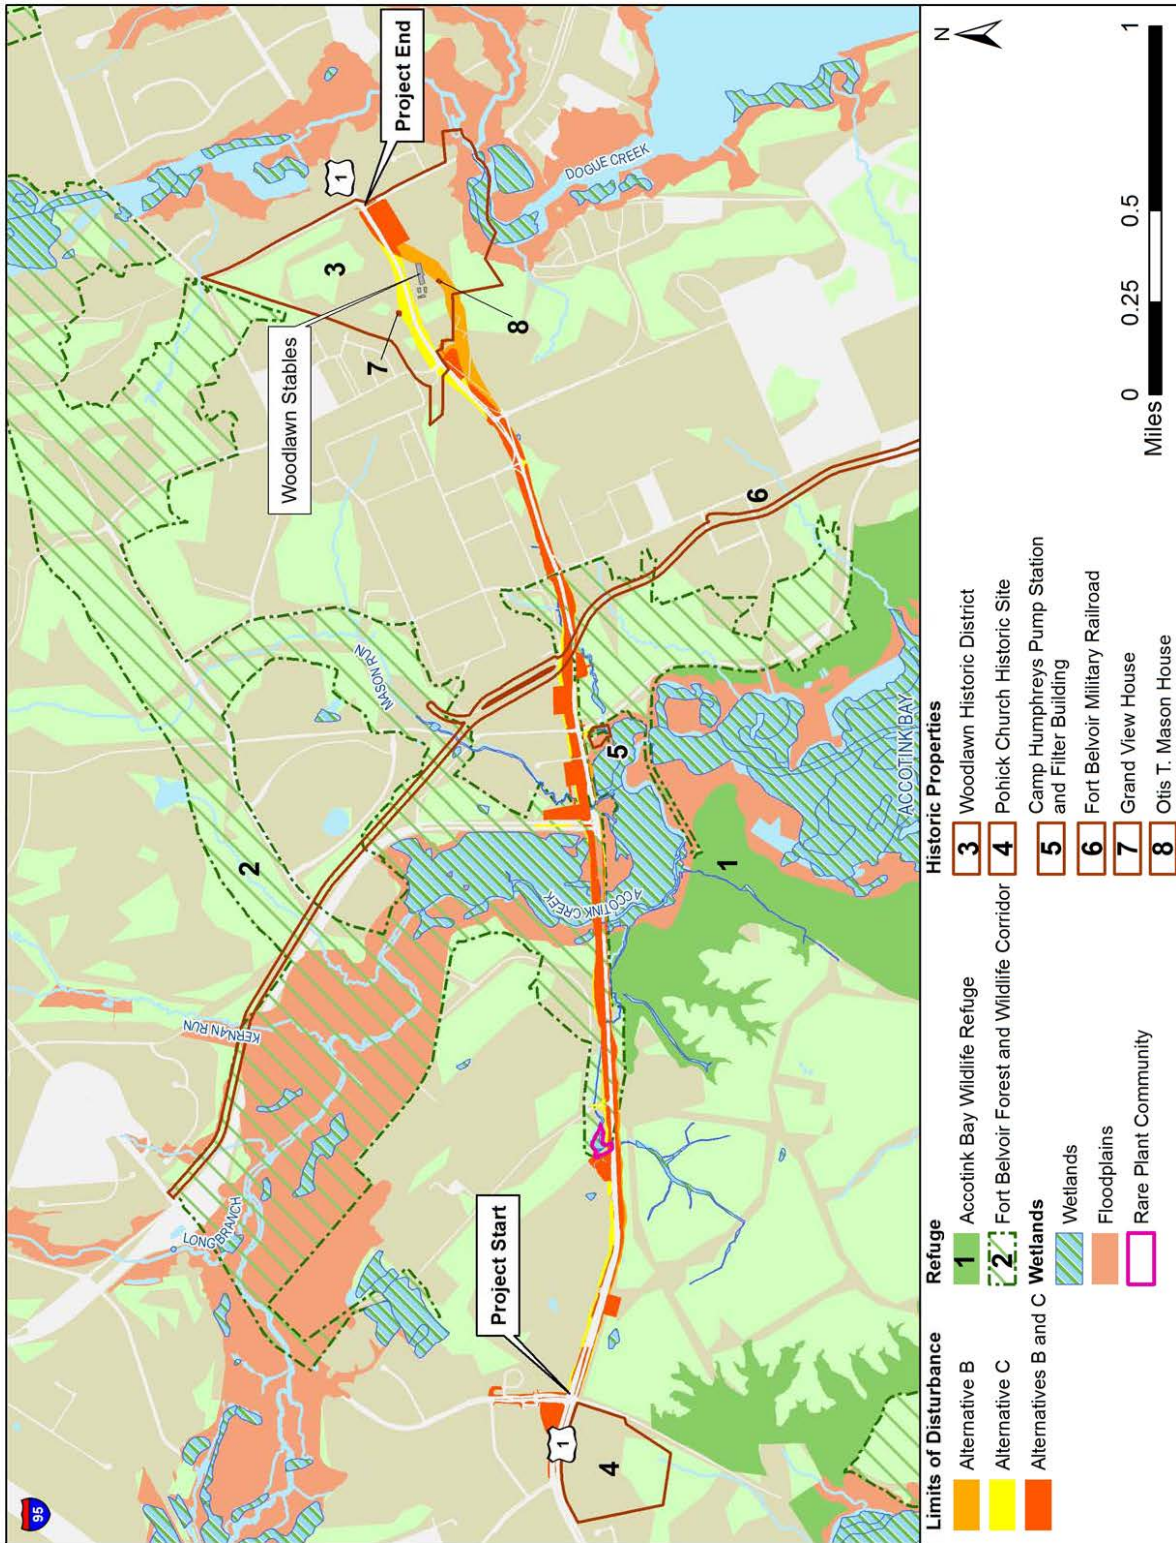 95
LONG BRANCH
KERNAN RUN
2
MASON RUN
Woodlawn Stables
3
1
Project End
7
8
DOGUE CREEK
Project Start
1
4
ACCOTINK CREEK
5
1
6
ACCOTINK BAY
Limits of Disturbance
Alternative B
Alternative C
Alternatives B and C
Refuge
1 Accotink Bay Wildlife Refuge
2 Fort Belvoir Forest and Wildlife Corridor
Wetlands
Wetlands
Floodplains
Rare Plant Community
Historic Properties
3 Woodlawn Historic District
4 Pohick Church Historic Site
5 Camp Humphreys Pump Station
and Filter Building
6 Fort Belvoir Military Railroad
7 Grand View House
8 Otis T. Mason House
N
0 0.25 0.5 1
Miles